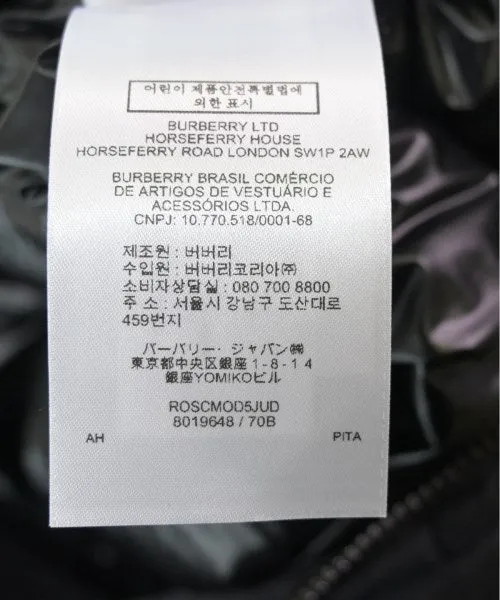 어린이 제품안전특별법에
의한 표시
BURBERRY LTD
HORSEFERRY HOUSE
HORSEFERRY ROAD LONDON SW1P 2AW
BURBERRY BRASIL COMÉRCIO
DE ARTIGOS DE VESTUÁRIO E
ACESSÓRIOS LTDA.
CNPJ: 10.770.518/0001-68
제조원 : 버버리
수입원 : 버버리코리아㈜
소비자상담실 : 080 700 8800
주 소 : 서울시 강남구 도산대로
459번지
バーバリー・ジャパン㈱
東京都中央区銀座1-8-14
銀座YOMIKOビル
ROSCMOD5JUD
8019648 / 70B
AH
PITA